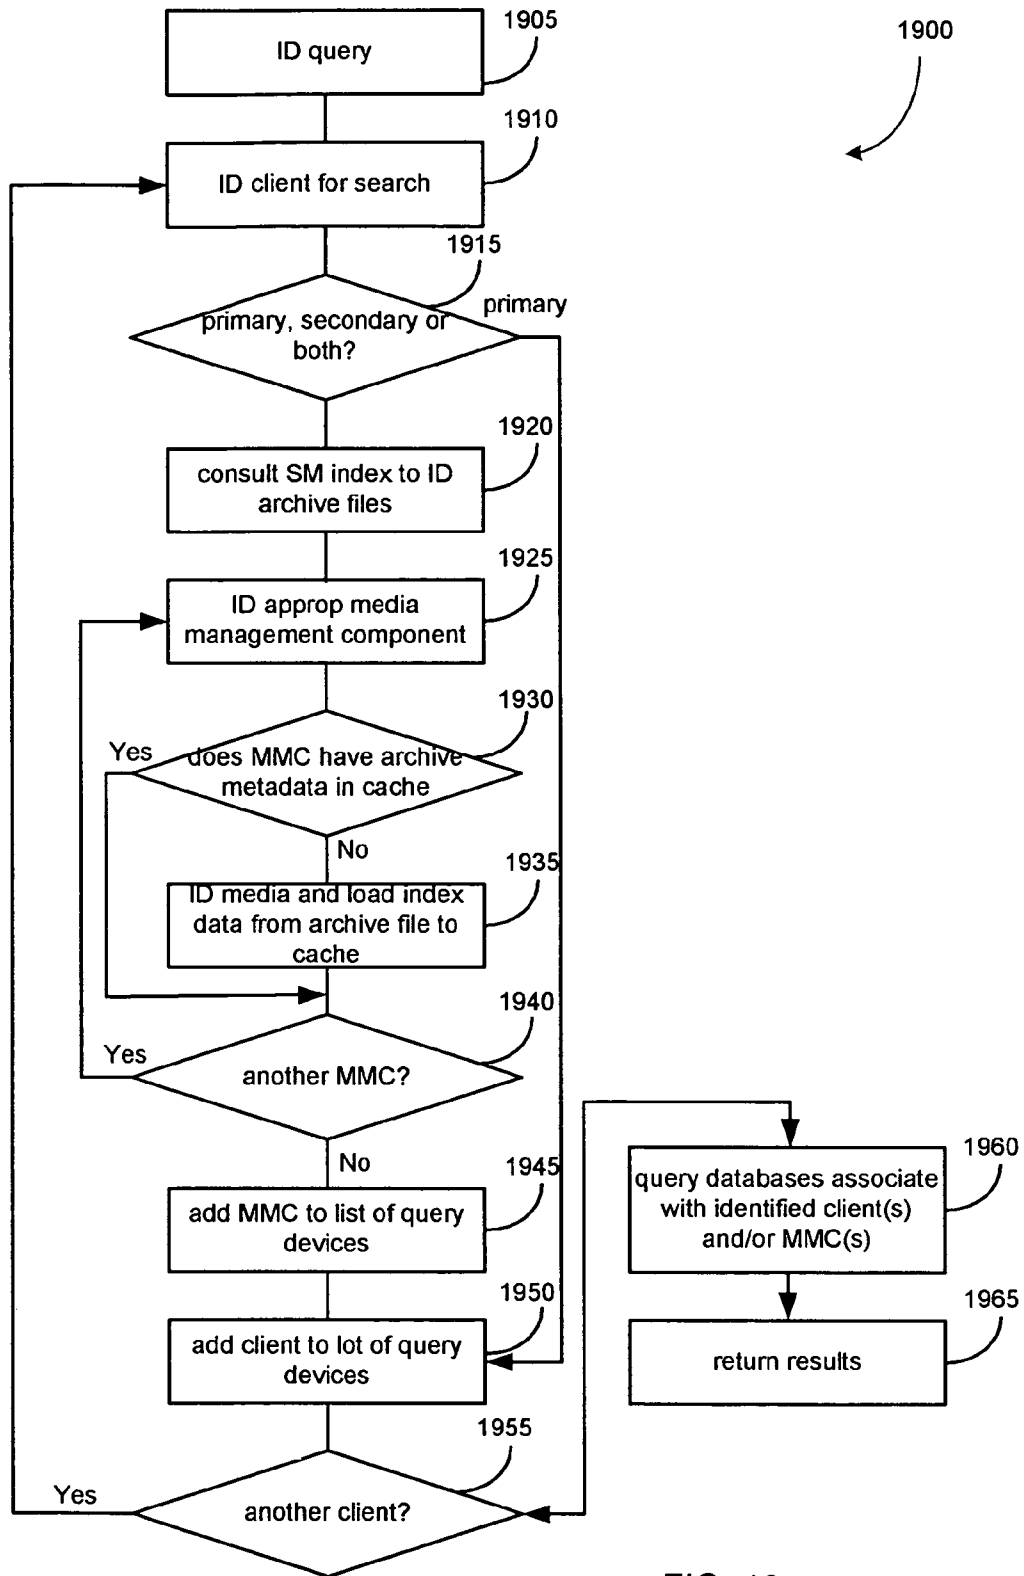 1905
ID query
1900
1910
ID client for search
1915
primary
primary, secondary or
both?
1920
consult SM index to ID
archive files
1925
ID approp media
management component
1930
Yes
does MMC have archive
metadata in cache
No
1935
ID media and load index
data from archive file to
cache
1940
Yes
another MMC?
No
1945
add MMC to list of query
devices
1950
add client to lot of query
devices
1955
Yes
another client?
1960
query databases associate
with identified client(s)
and/or MMC(s)
1965
return results